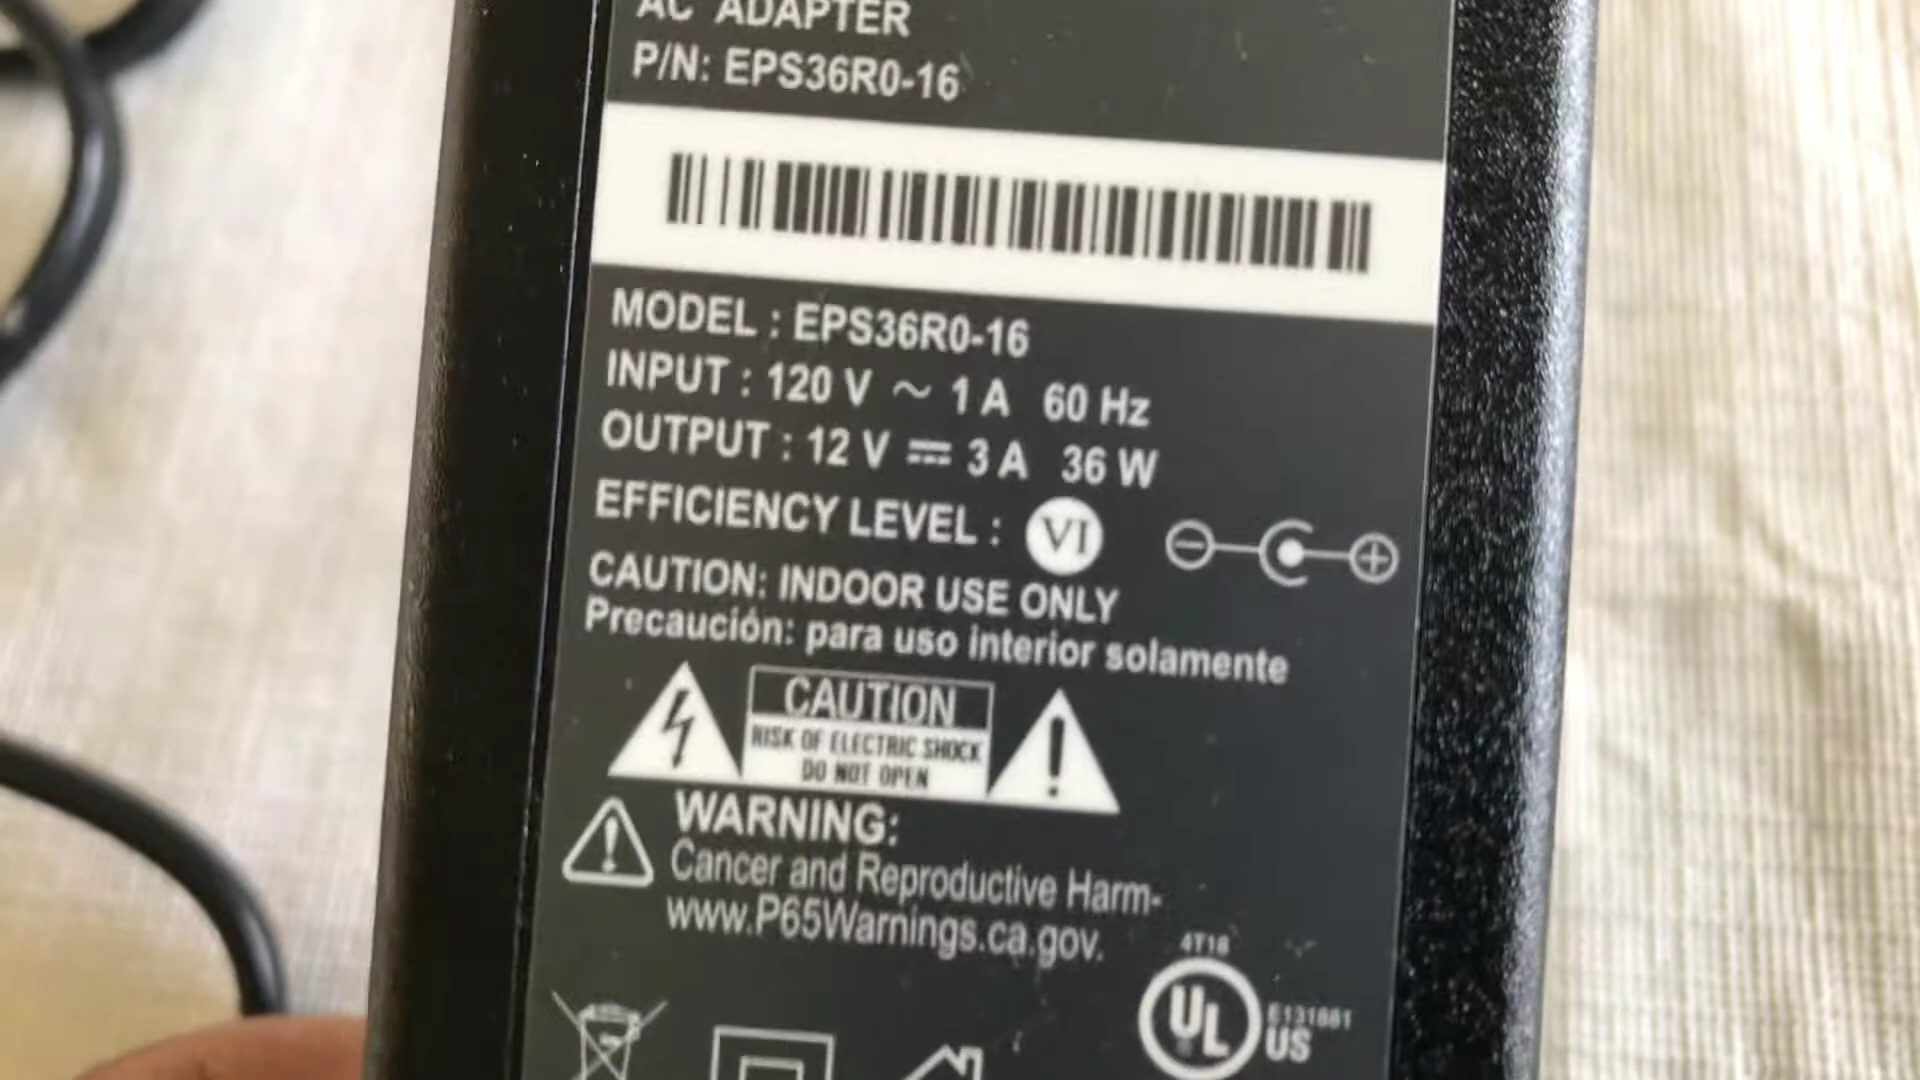 AC ADAPTER
P/N: EPS36R0-16
MODEL : EPS36R0-16
INPUT : 120 V ~ 1 A 60 Hz
OUTPUT : 12 V ⎓ 3 A 36 W
EFFICIENCY LEVEL : VI
CAUTION: INDOOR USE ONLY
Precaución: para uso interior solamente
CAUTION
RISK OF ELECTRIC SHOCK
DO NOT OPEN
WARNING:
Cancer and Reproductive Harm-
www.P65Warnings.ca.gov.
4T18
UL US